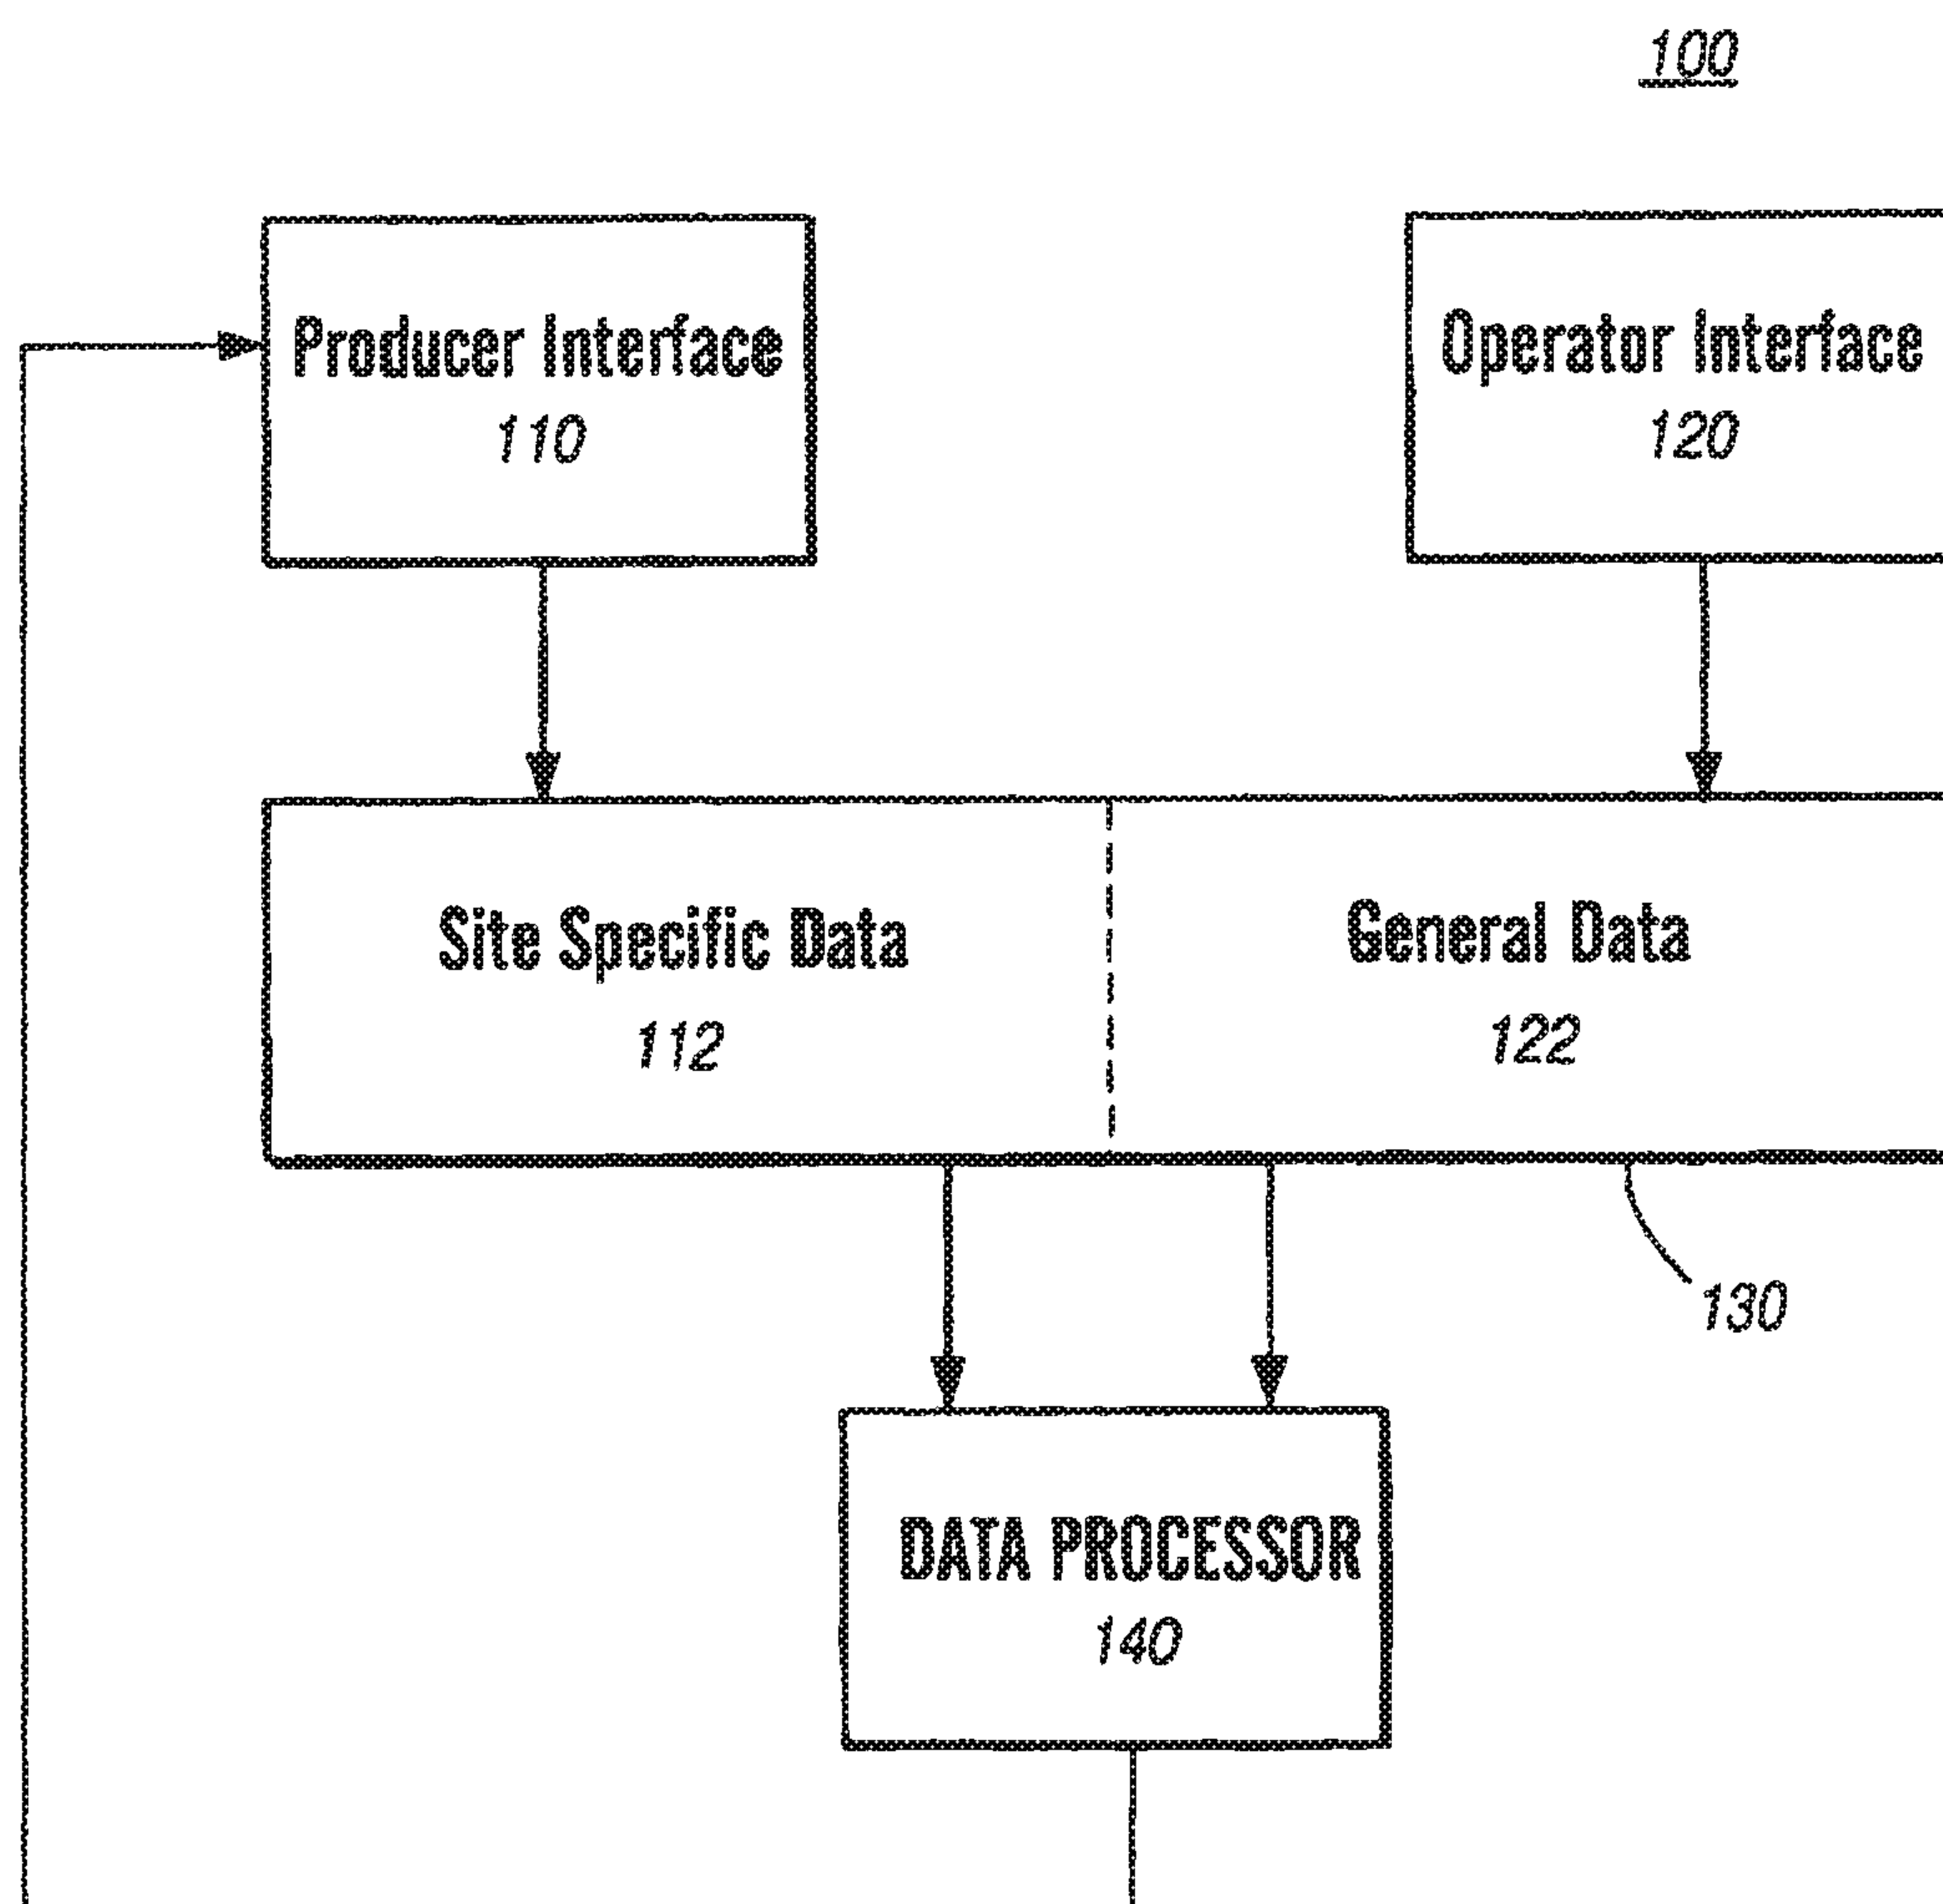 100
Producer Interface
110
Operator Interface
120
Site Specific Data
112
General Data
122
130
DATA PROCESSOR
140